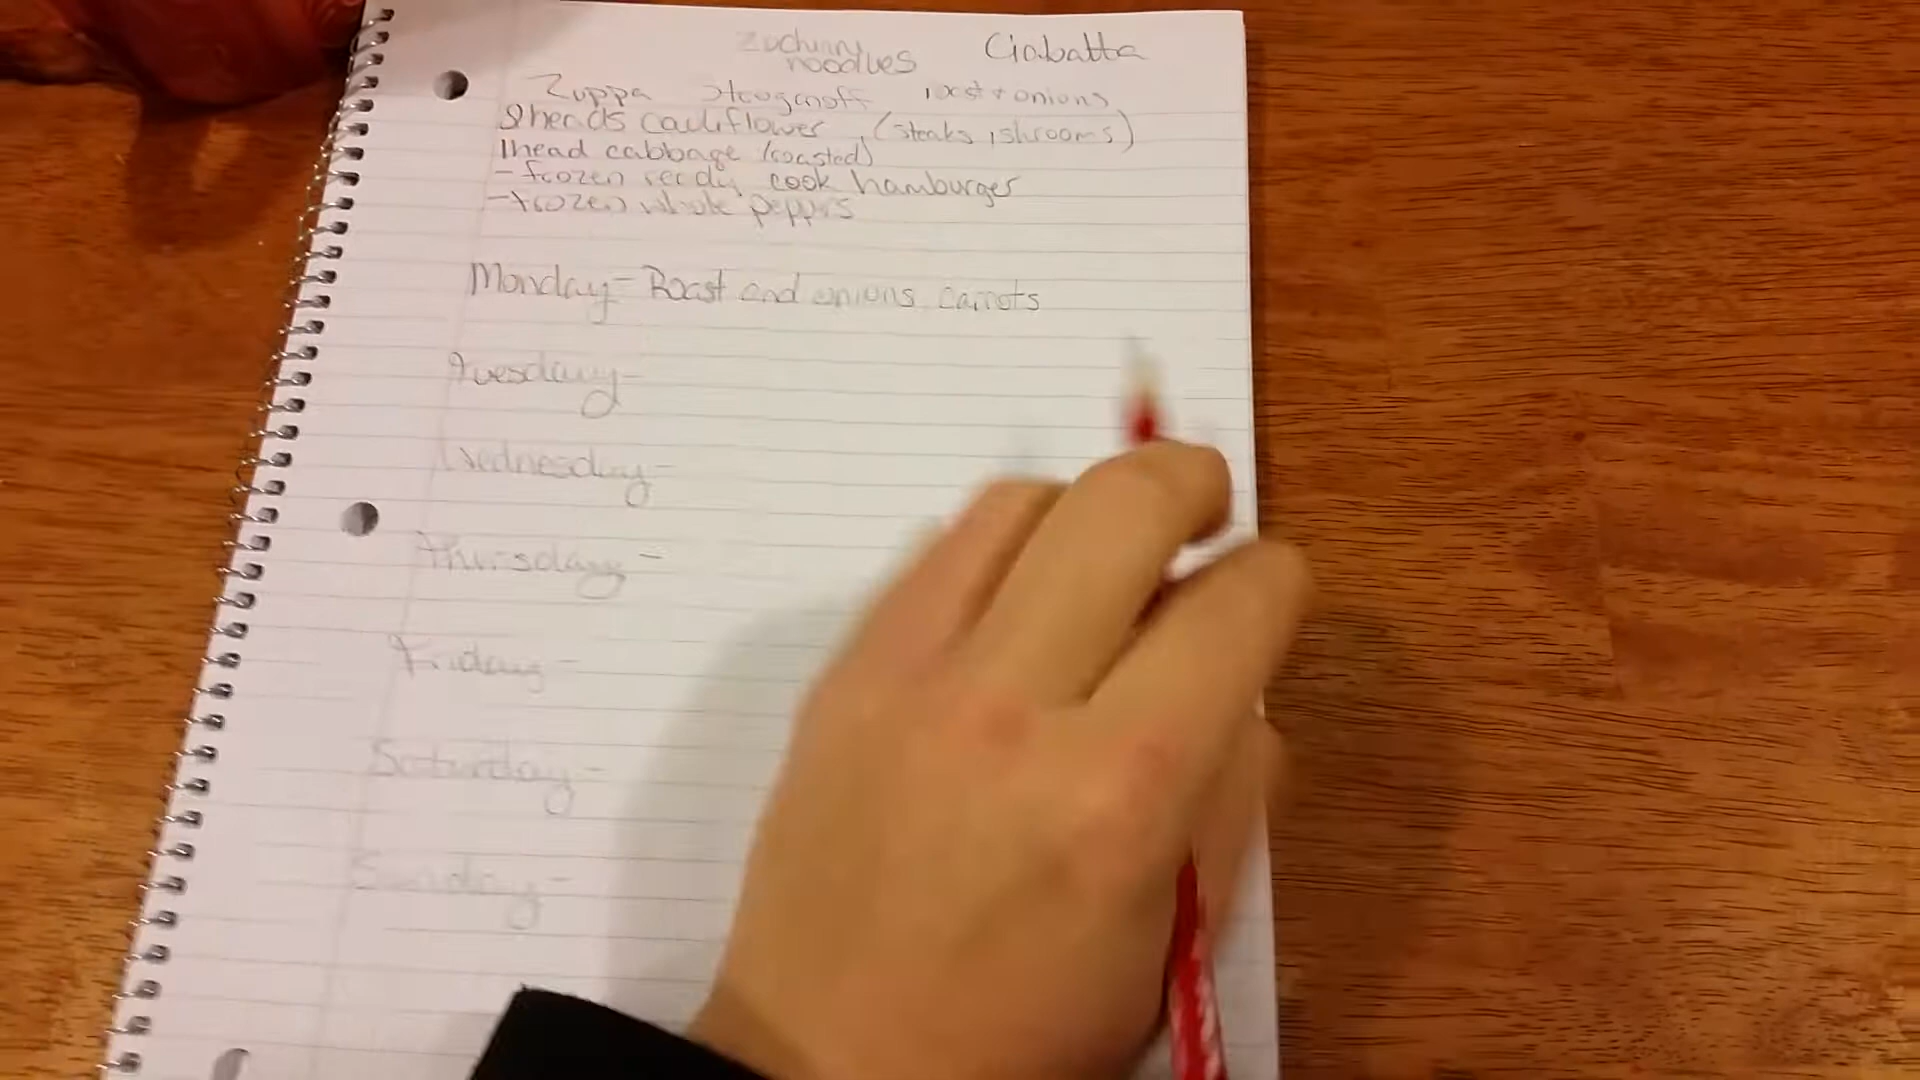 Zuchinni Ciabatta
noodles
Zuppa Stroganoff roast + onions
2 heads cauliflower (steaks, shrooms)
1 head cabbage (roasted)
- frozen ready cook hamburger
- frozen whole peppers
Monday - Roast and onions, carrots
Tuesday -
Wednesday -
Thursday -
Friday -
Saturday -
Sunday -